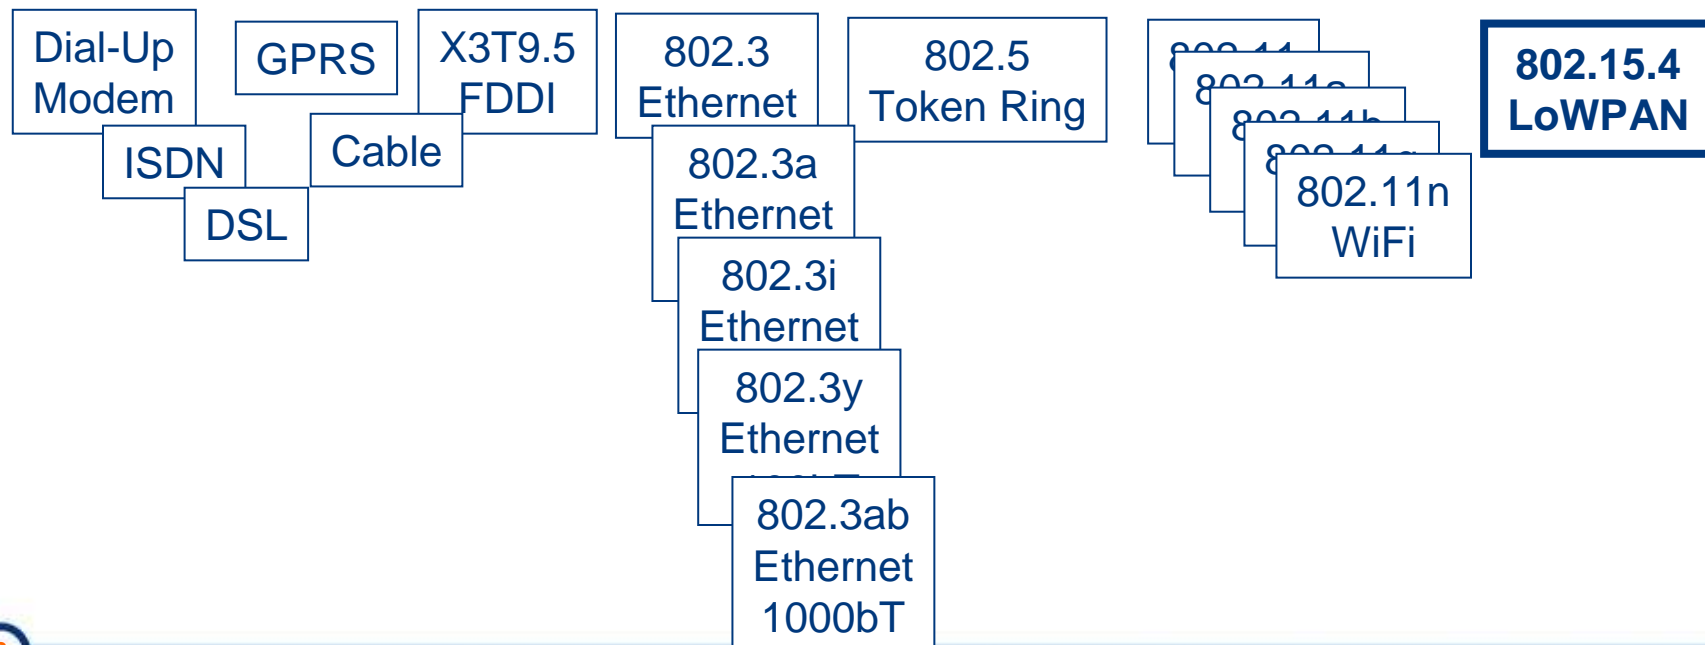 Dial-Up
Modem
ISDN
DSL
GPRS
Cable
X3T9.5
FDDI
802.3
Ethernet
802.3a
Ethernet
802.3i
Ethernet
802.3y
Ethernet
802.3ab
Ethernet
1000bT
802.5
Token Ring
802.11n
WiFi
802.15.4
LoWPAN